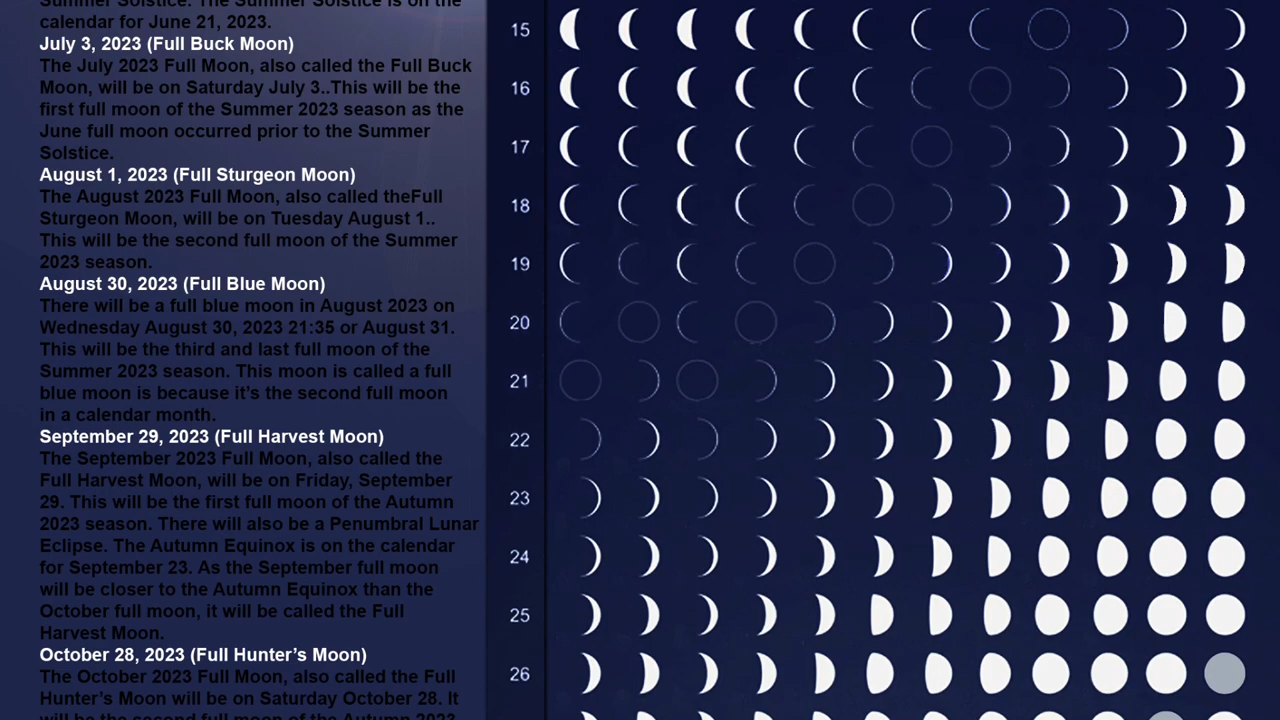 Summer Solstice. The Summer Solstice is on the
calendar for June 21, 2023.
July 3, 2023 (Full Buck Moon)
The July 2023 Full Moon, also called the Full Buck
Moon, will be on Saturday July 3..This will be the
first full moon of the Summer 2023 season as the
June full moon occurred prior to the Summer
Solstice.
August 1, 2023 (Full Sturgeon Moon)
The August 2023 Full Moon, also called theFull
Sturgeon Moon, will be on Tuesday August 1..
This will be the second full moon of the Summer
2023 season.
August 30, 2023 (Full Blue Moon)
There will be a full blue moon in August 2023 on
Wednesday August 30, 2023 21:35 or August 31.
This will be the third and last full moon of the
Summer 2023 season. This moon is called a full
blue moon is because it’s the second full moon
in a calendar month.
September 29, 2023 (Full Harvest Moon)
The September 2023 Full Moon, also called the
Full Harvest Moon, will be on Friday, September
29. This will be the first full moon of the Autumn
2023 season. There will also be a Penumbral Lunar
Eclipse. The Autumn Equinox is on the calendar
for September 23. As the September full moon
will be closer to the Autumn Equinox than the
October full moon, it will be called the Full
Harvest Moon.
October 28, 2023 (Full Hunter’s Moon)
The October 2023 Full Moon, also called the Full
Hunter’s Moon will be on Saturday October 28. It
will be the second full moon of the Autumn 2023
15
16
17
18
19
20
21
22
23
24
25
26